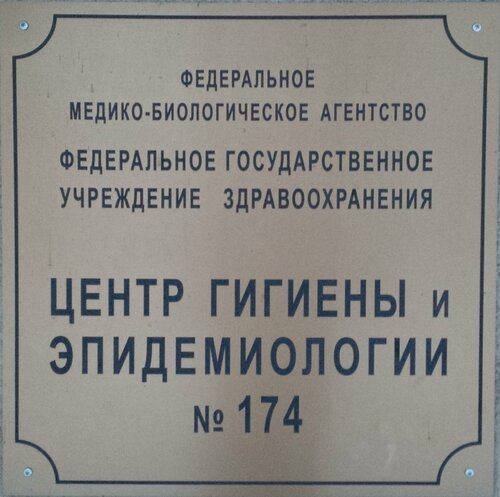 ФЕДЕРАЛЬНОЕ
МЕДИКО-БИОЛОГИЧЕСКОЕ АГЕНТСТВО
ФЕДЕРАЛЬНОЕ ГОСУДАРСТВЕННОЕ
УЧРЕЖДЕНИЕ ЗДРАВООХРАНЕНИЯ
ЦЕНТР ГИГИЕНЫ И
ЭПИДЕМИОЛОГИИ
№ 174